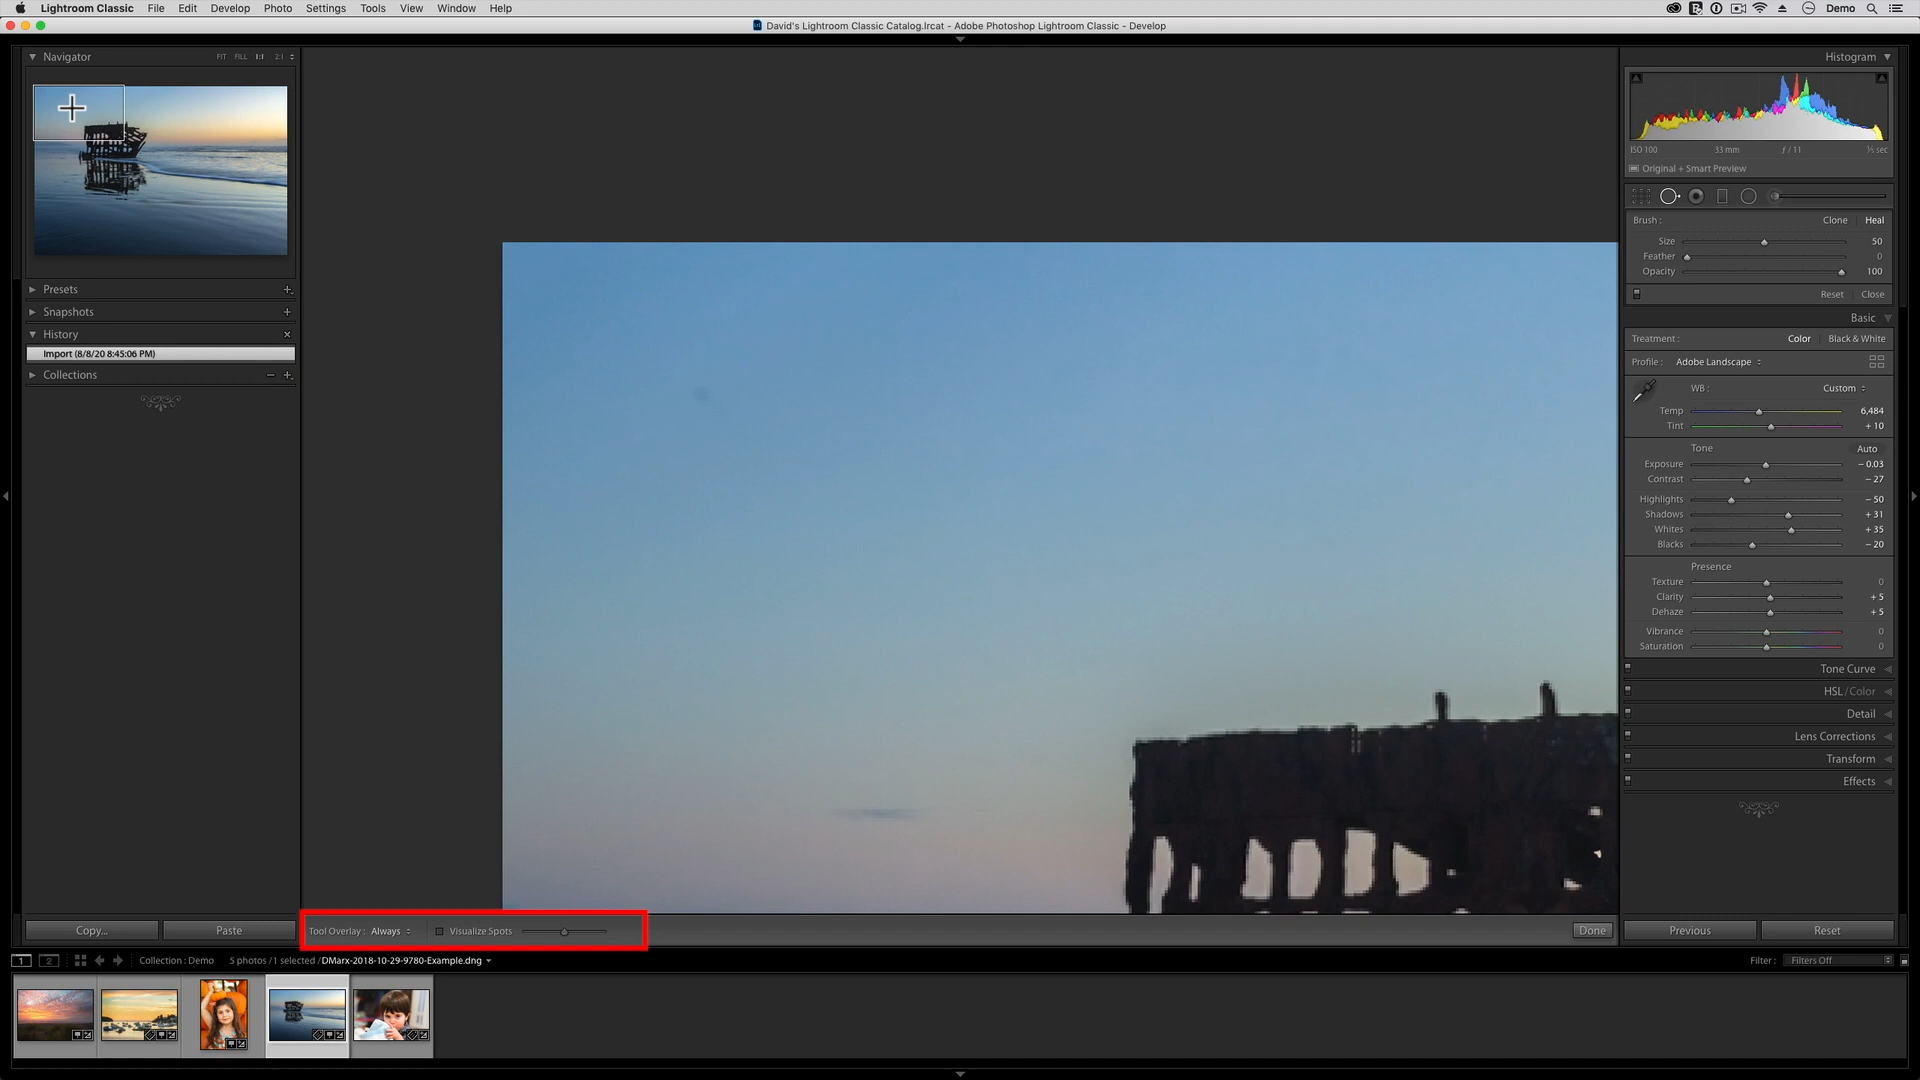 Lightroom Classic File Edit Develop Photo Settings Tools View Window Help Demo
David's Lightroom Classic Catalog.lrcat - Adobe Photoshop Lightroom Classic - Develop
Navigator FIT FILL 1:1 2:1
Presets
Snapshots
History
Import (8/8/20 8:45:06 PM)
Collections
Copy... Paste
Tool Overlay : Always Visualize Spots Done
Histogram
ISO 100 33 mm ƒ / 11 ⅕ sec
Original + Smart Preview
Brush : Clone Heal
Size 50
Feather 0
Opacity 100
Reset Close
Basic
Treatment : Color Black & White
Profile : Adobe Landscape
WB : Custom
Temp 6,484
Tint + 10
Tone Auto
Exposure – 0.03
Contrast – 27
Highlights – 50
Shadows + 31
Whites + 35
Blacks – 20
Presence
Texture 0
Clarity + 5
Dehaze + 5
Vibrance 0
Saturation 0
Tone Curve
HSL / Color
Detail
Lens Corrections
Transform
Effects
Previous Reset
1 2 Collection : Demo 5 photos / 1 selected / DMarx-2018-10-29-9780-Example.dng Filter : Filters Off